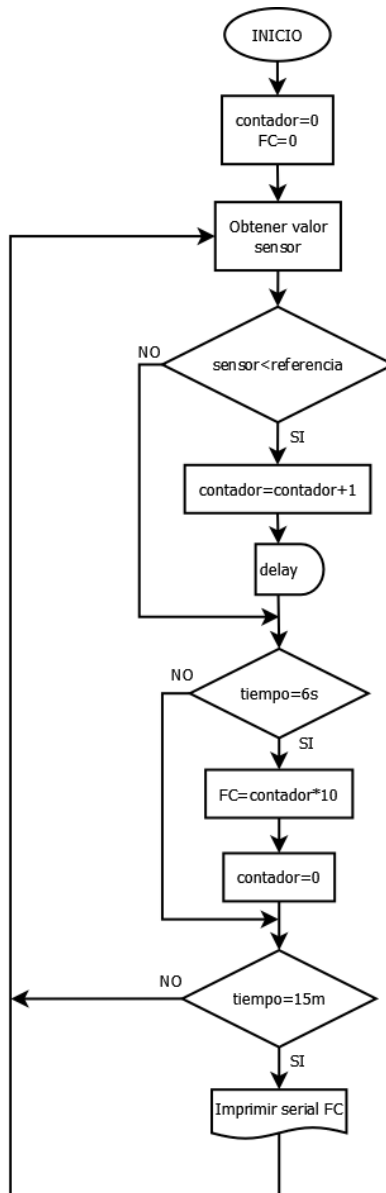 INICIO
contador=0
FC=0
Obtener valor
sensor
NO
sensor<referencia
SI
contador=contador+1
delay
NO
tiempo=6s
SI
FC=contador*10
contador=0
NO
tiempo=15m
SI
Imprimir serial FC